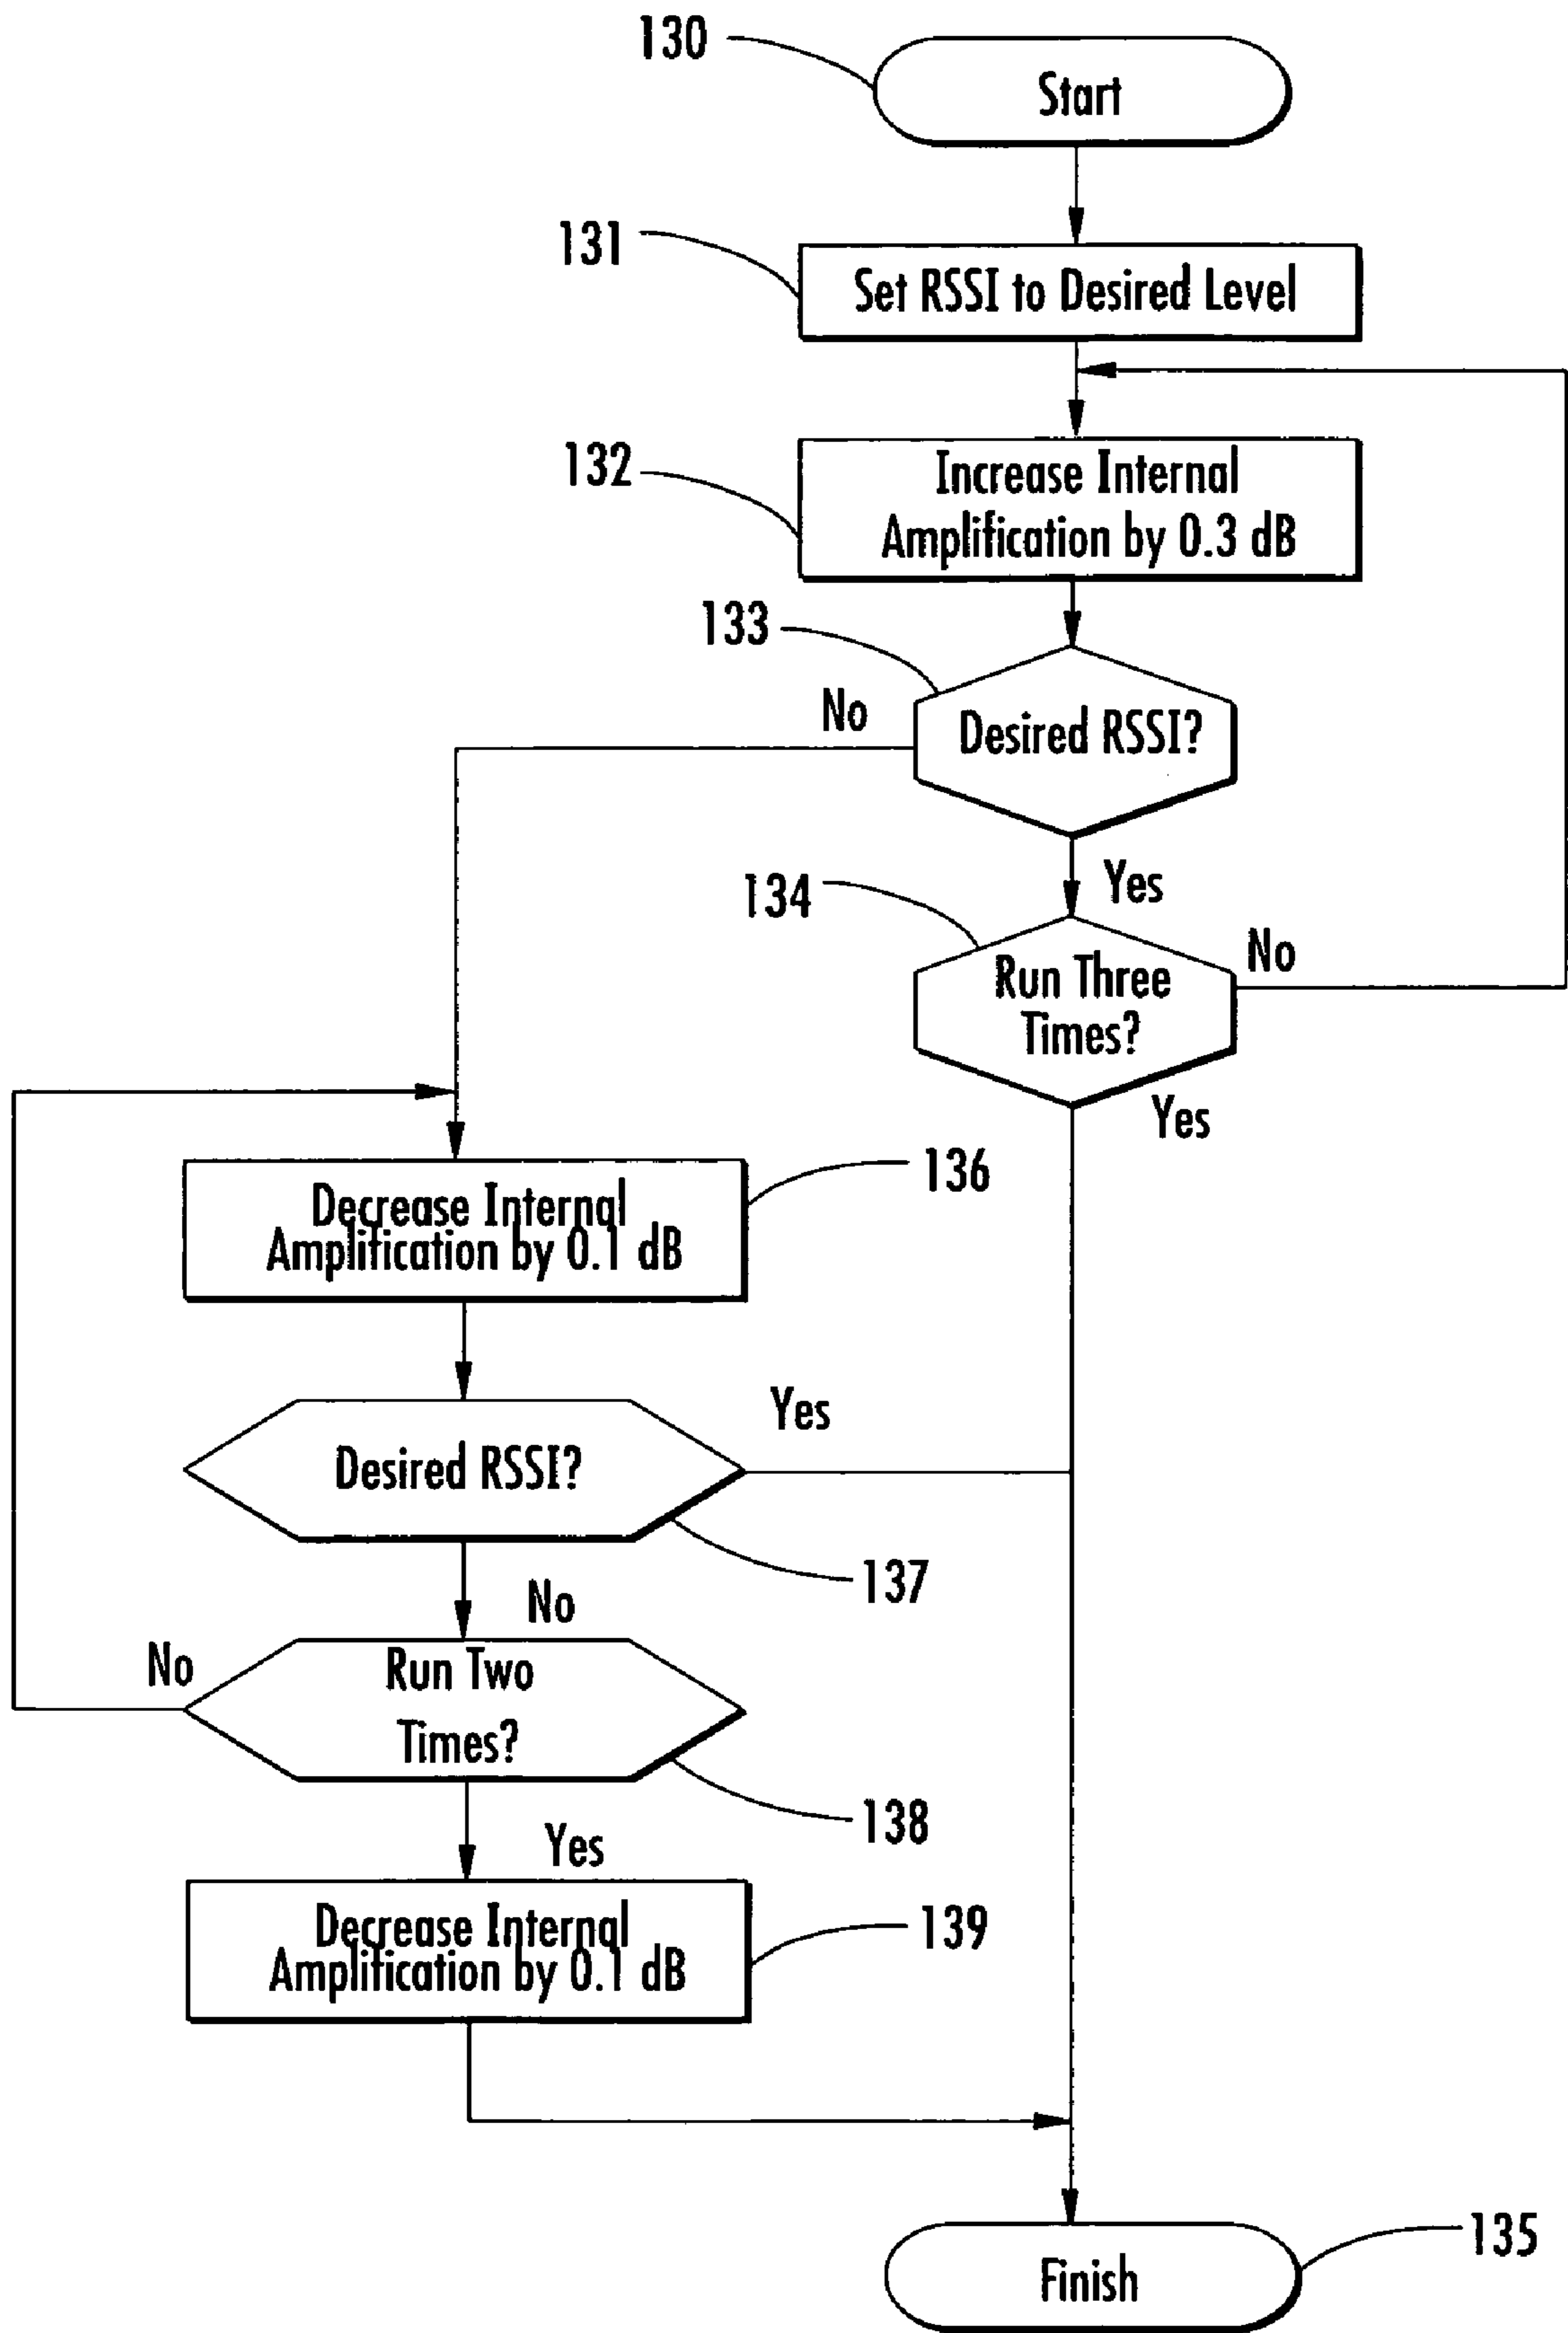 130
Start
131
Set RSSI to Desired Level
132
Increase Internal
Amplification by 0.3 dB
133
No
Desired RSSI?
Yes
134
No
Run Three
Times?
Yes
136
Decrease Internal
Amplification by 0.1 dB
Yes
Desired RSSI?
137
No
No
Run Two
Times?
138
Yes
Decrease Internal
Amplification by 0.1 dB
139
135
Finish